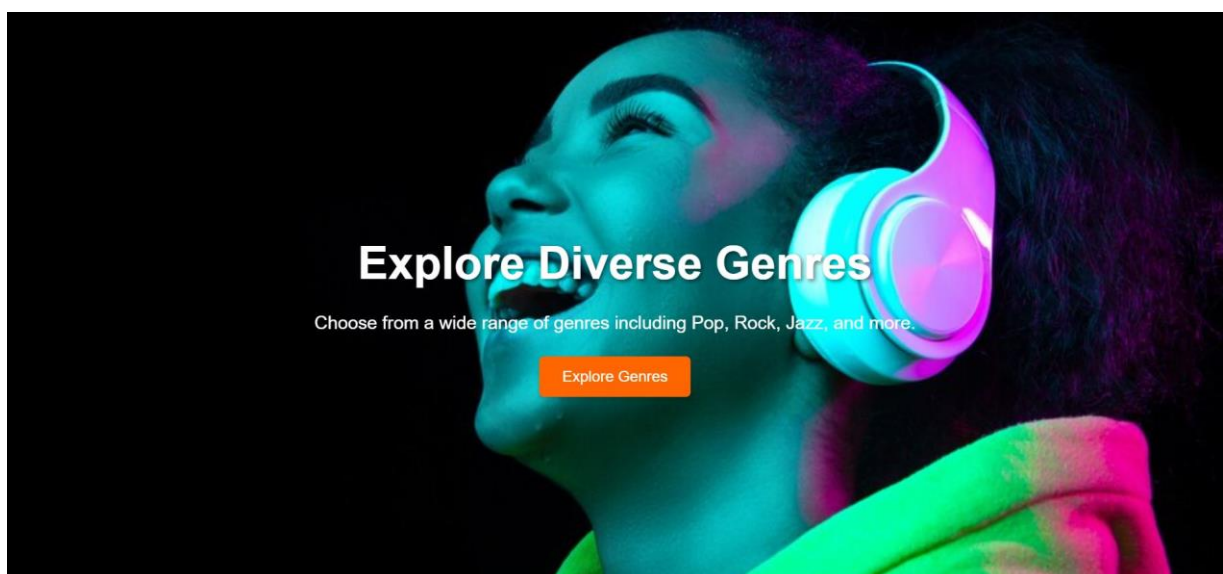 Explore Diverse Genres
Choose from a wide range of genres including Pop, Rock, Jazz, and more.
Explore Genres